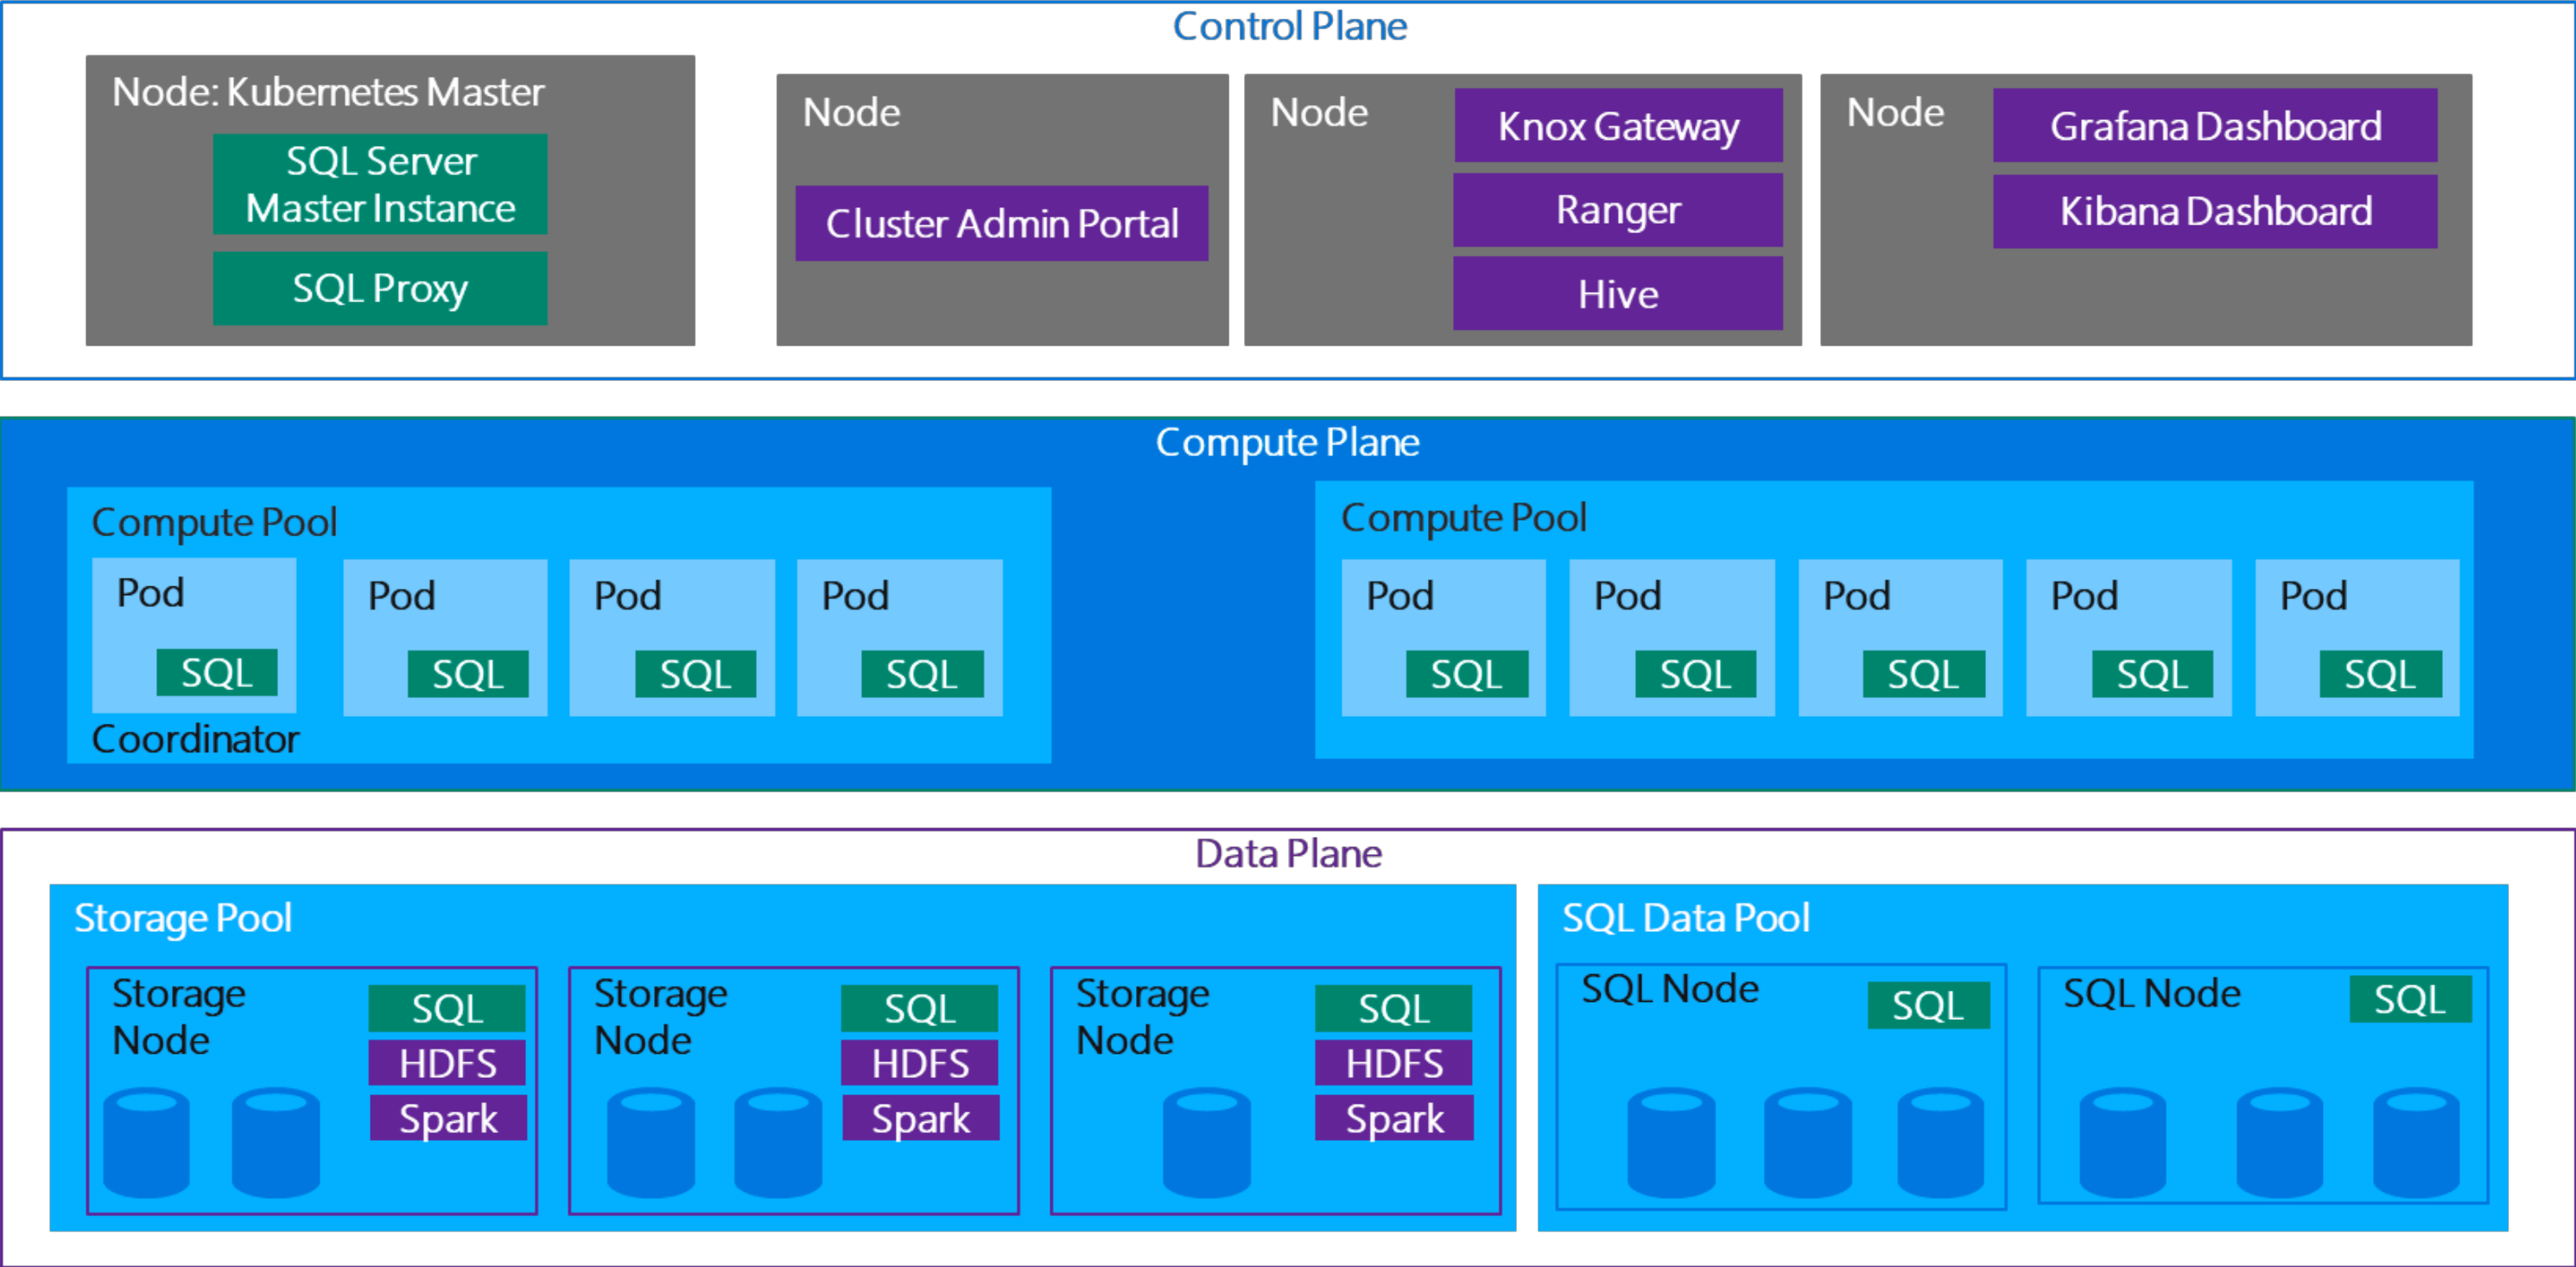 Control Plane
Node: Kubernetes Master
SQL Server
Master Instance
SQL Proxy
Node
Cluster Admin Portal
Node
Knox Gateway
Ranger
Hive
Node
Grafana Dashboard
Kibana Dashboard
Compute Plane
Compute Pool
Pod
SQL
Coordinator
Pod
SQL
Pod
SQL
Pod
SQL
Compute Pool
Pod
SQL
Pod
SQL
Pod
SQL
Pod
SQL
Pod
SQL
Data Plane
Storage Pool
Storage
Node
SQL
HDFS
Spark
Storage
Node
SQL
HDFS
Spark
Storage
Node
SQL
HDFS
Spark
SQL Data Pool
SQL Node
SQL
SQL Node
SQL